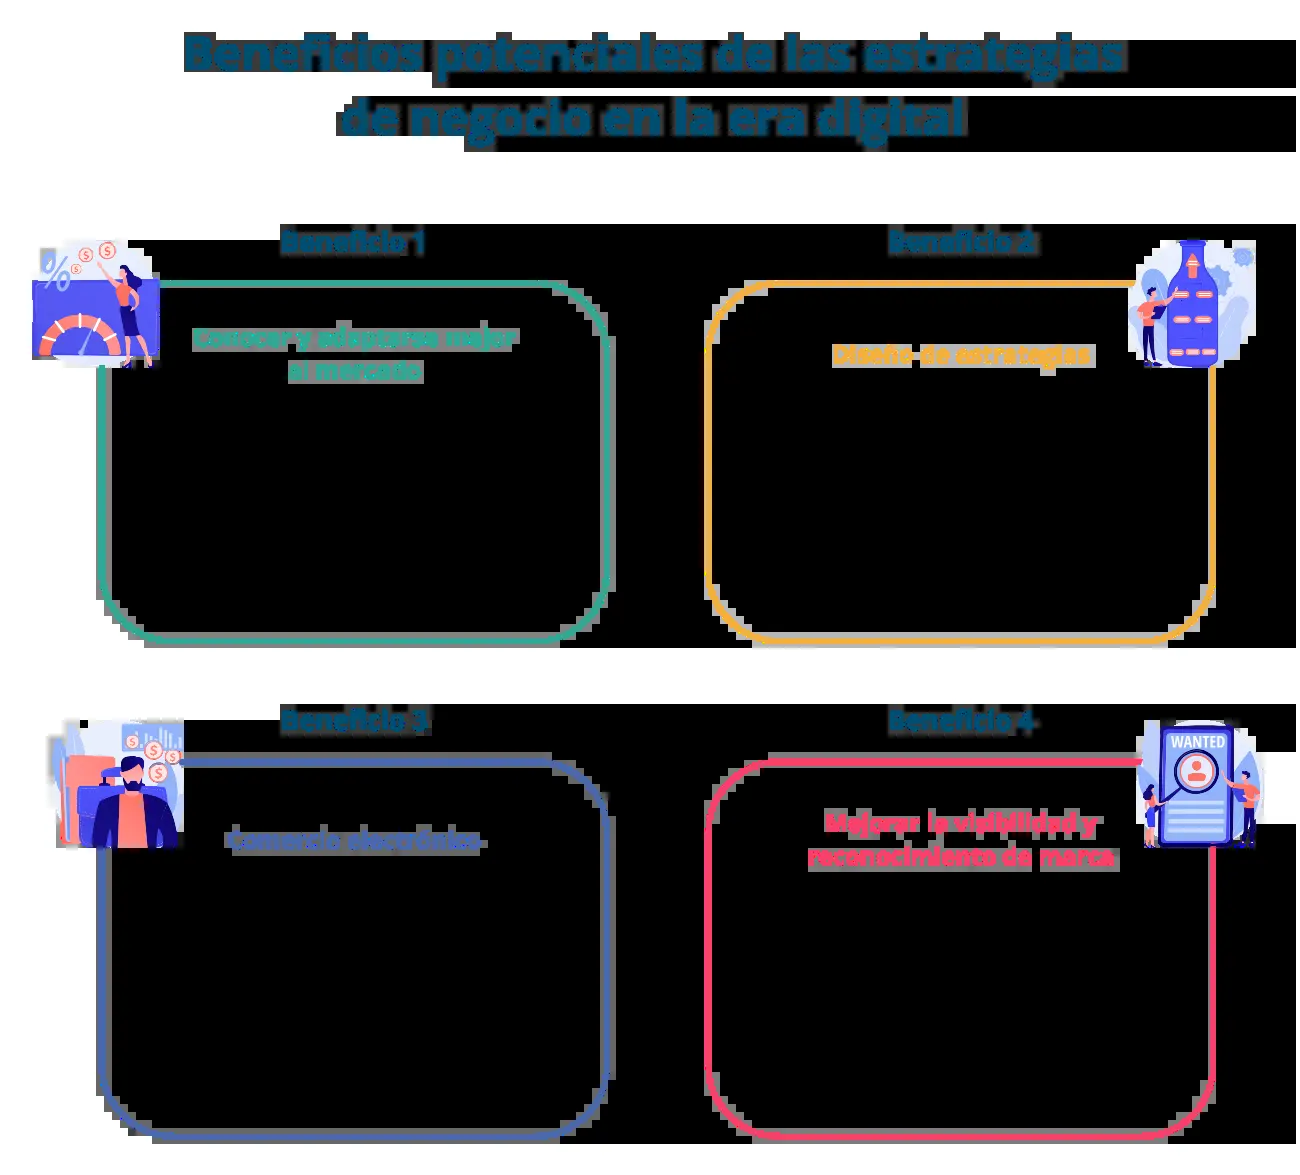 Beneficios potenciales de las estrategias
de negocio en la era digital
Beneficio 1
Beneficio 2
Conocer y adaptarse mejor
al mercado
Diseño de estrategias
Beneficio 3
Beneficio 4
WANTED
Comercio electrónico
Mejorar la visibilidad y
reconocimiento de marca